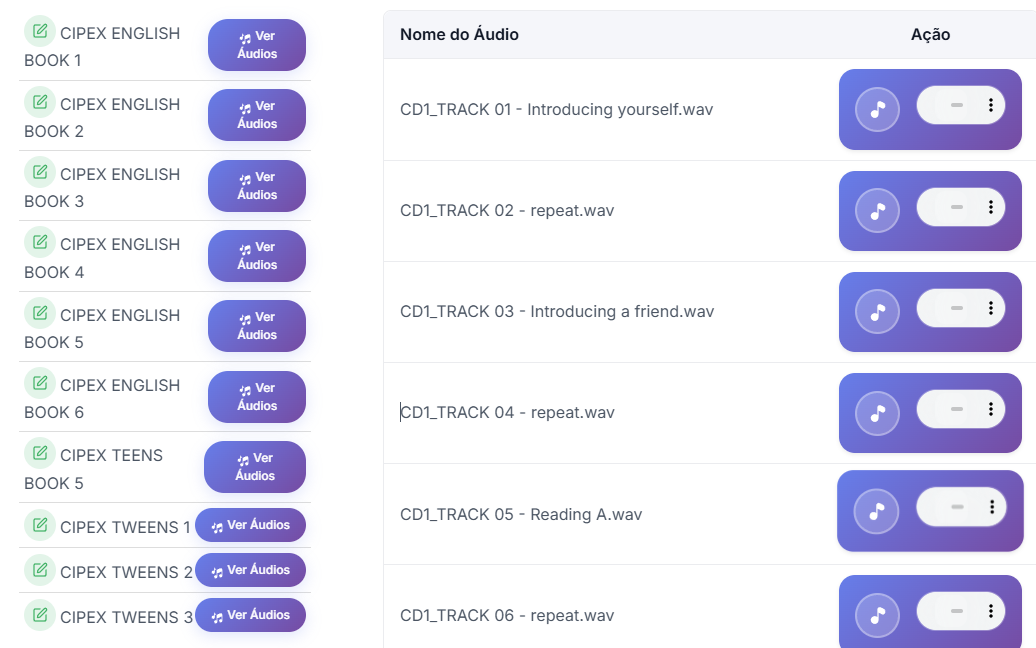 CIPEX ENGLISH
BOOK 1
Ver
Áudios
CIPEX ENGLISH
BOOK 2
Ver
Áudios
CIPEX ENGLISH
BOOK 3
Ver
Áudios
CIPEX ENGLISH
BOOK 4
Ver
Áudios
CIPEX ENGLISH
BOOK 5
Ver
Áudios
CIPEX ENGLISH
BOOK 6
Ver
Áudios
CIPEX TEENS
BOOK 5
Ver
Áudios
CIPEX TWEENS 1 Ver Áudios
CIPEX TWEENS 2 Ver Áudios
CIPEX TWEENS 3 Ver Áudios
Nome do Áudio Ação
CD1_TRACK 01 - Introducing yourself.wav
CD1_TRACK 02 - repeat.wav
CD1_TRACK 03 - Introducing a friend.wav
CD1_TRACK 04 - repeat.wav
CD1_TRACK 05 - Reading A.wav
CD1_TRACK 06 - repeat.wav